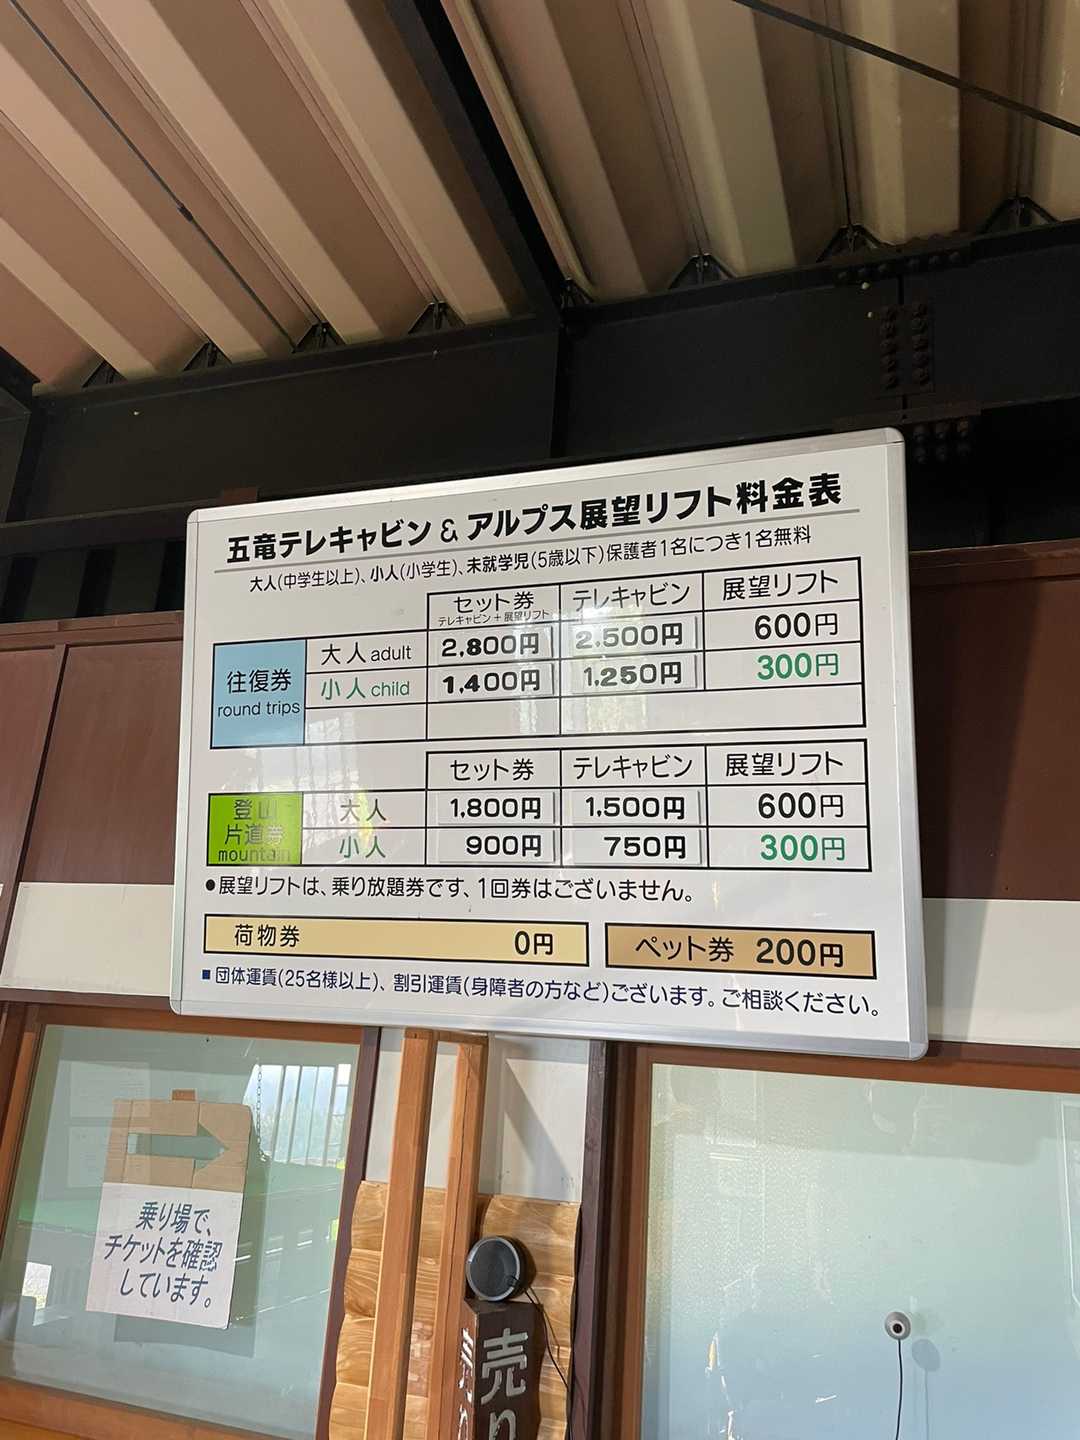 五竜テレキャビン & アルプス展望リフト料金表
大人(中学生以上)、小人(小学生)、未就学児(5歳以下)保護者1名につき1名無料
セット券 テレキャビン 展望リフト
テレキャビン+展望リフト
往復券 大人 adult 2,800円 2,500円 600円
round trips 小人 child 1,400円 1,250円 300円
セット券 テレキャビン 展望リフト
登山 大人 1,800円 1,500円 600円
片道券 小人 900円 750円 300円
mountain
●展望リフトは、乗り放題券です、1回券はございません。
荷物券 0円 ペット券 200円
■団体運賃(25名様以上)、割引運賃(身障者の方など)ございます。ご相談ください。
乗り場で、
チケットを確認
しています。
売り